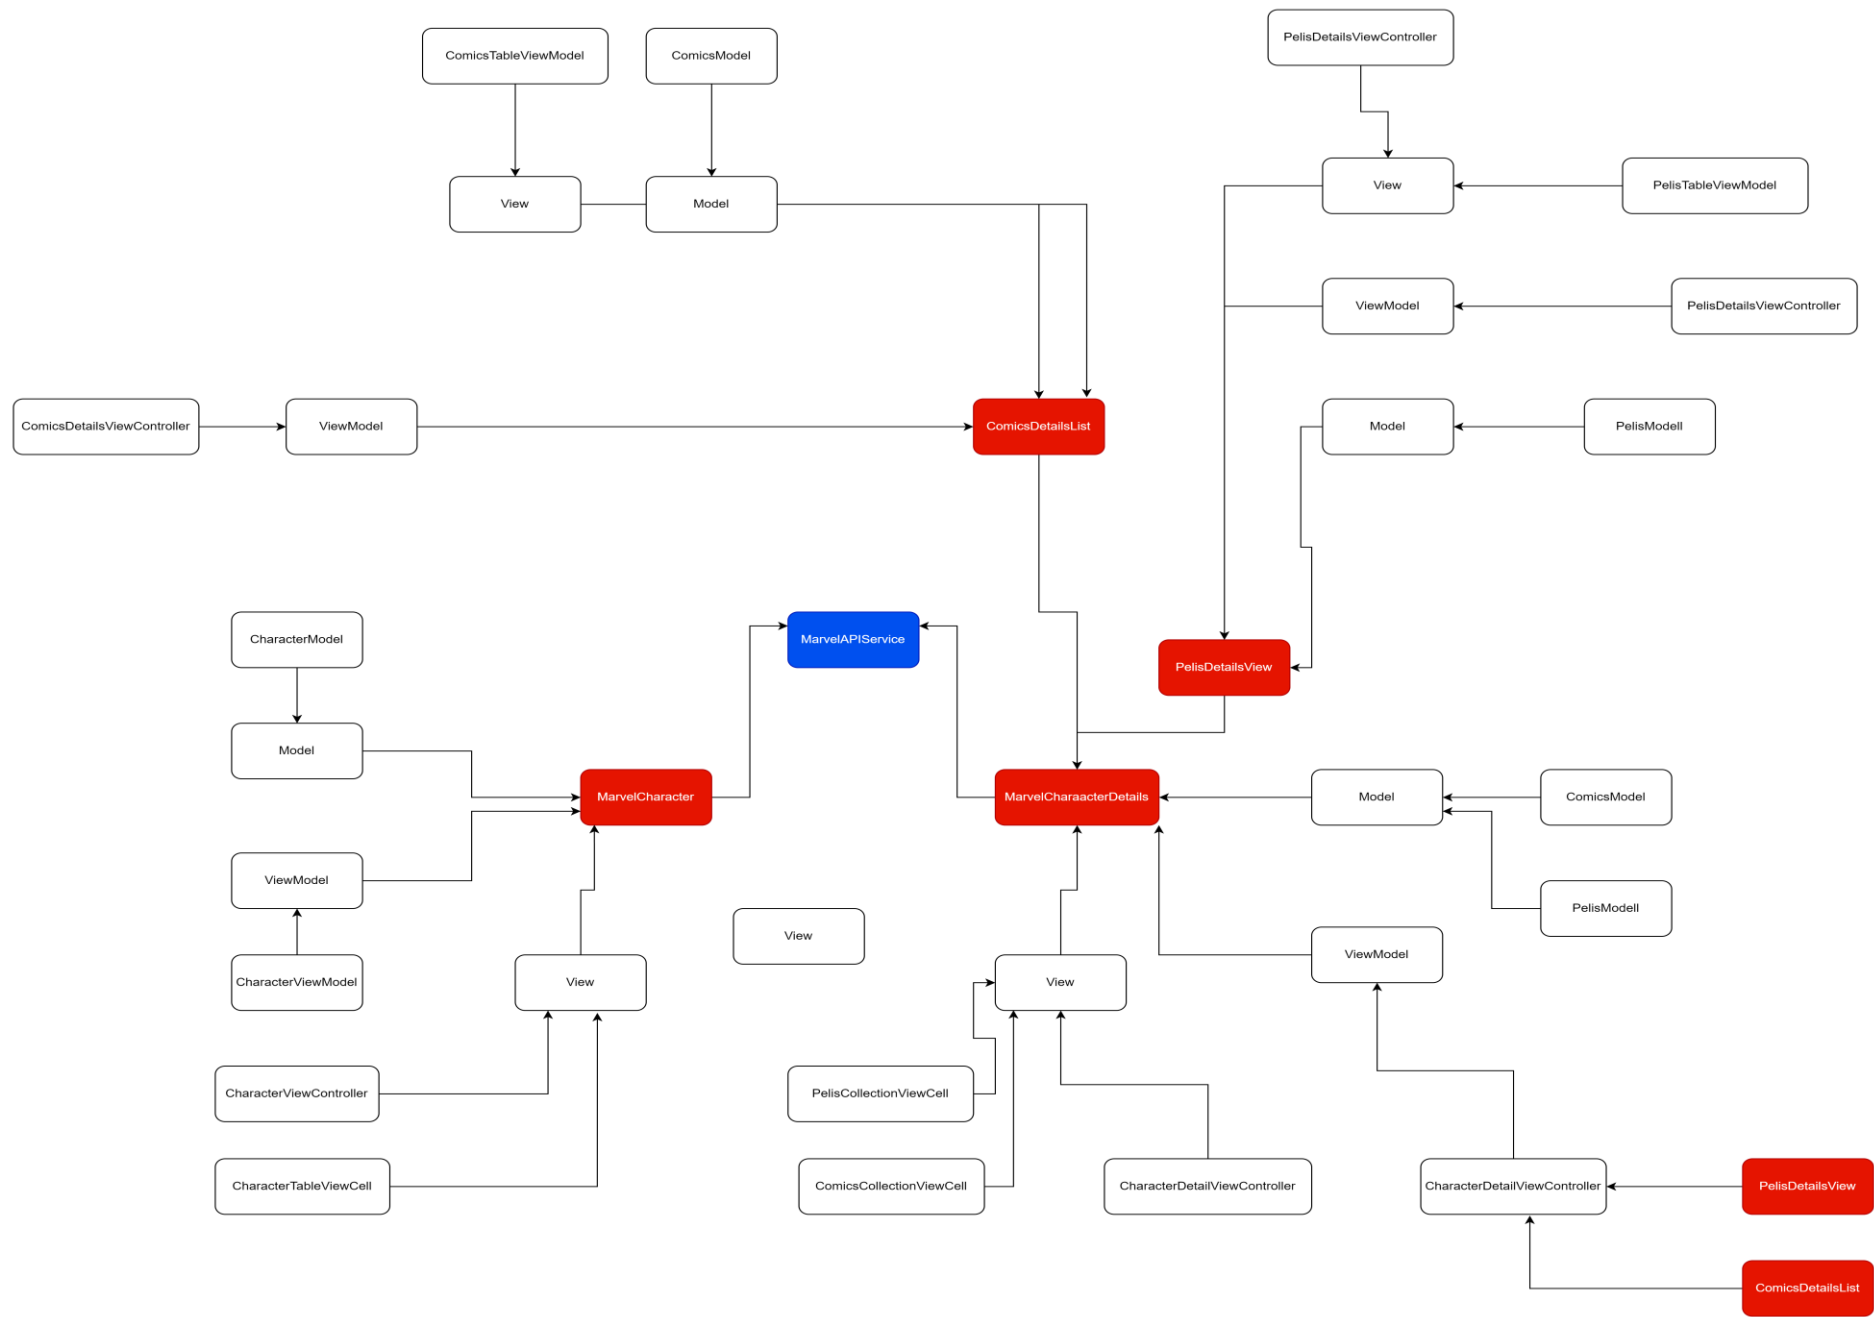 PelisDetailsViewController
ComicsTableViewModel
ComicsModel
View
PelisTableViewModel
View
Model
ViewModel
PelisDetailsViewController
ComicsDetailsViewController
ViewModel
ComicsDetailsList
Model
PelisModell
CharacterModel
MarvelAPIService
PelisDetailsView
Model
MarvelCharacter
MarvelCharaacterDetails
Model
ComicsModel
ViewModel
PelisModell
View
ViewModel
CharacterViewModel
View
View
CharacterViewController
PelisCollectionViewCell
CharacterTableViewCell
ComicsCollectionViewCell
CharacterDetailViewController
CharacterDetailViewController
PelisDetailsView
ComicsDetailsList